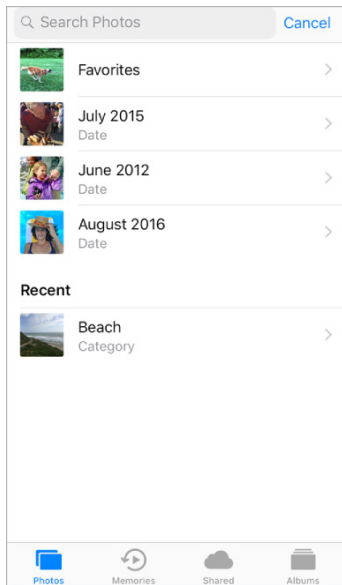 Search Photos
Cancel
Favorites
July 2015
Date
June 2012
Date
August 2016
Date
Recent
Beach
Category
Photos
Memories
Shared
Albums